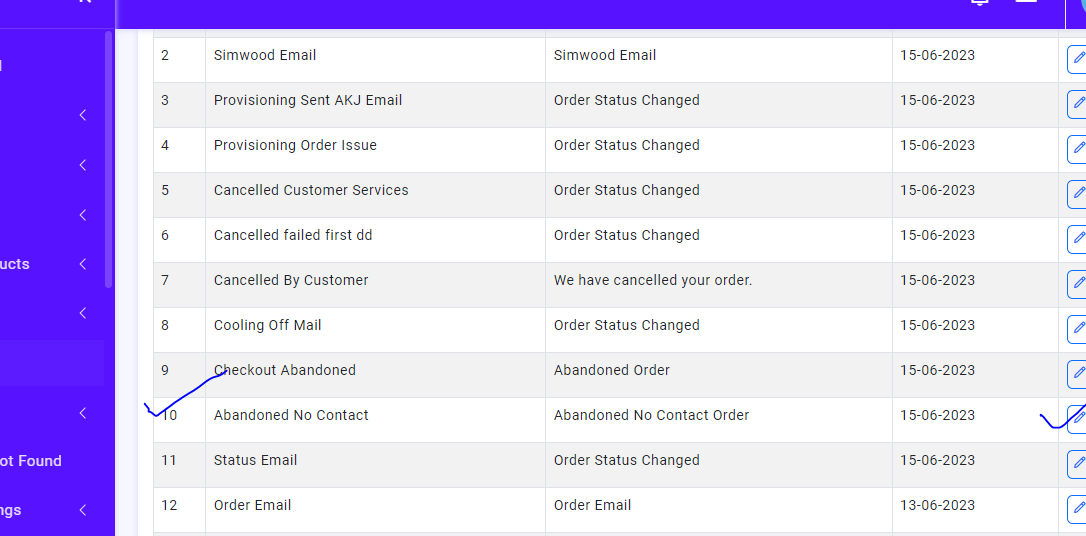 2 Simwood Email Simwood Email 15-06-2023
3 Provisioning Sent AKJ Email Order Status Changed 15-06-2023
4 Provisioning Order Issue Order Status Changed 15-06-2023
5 Cancelled Customer Services Order Status Changed 15-06-2023
6 Cancelled failed first dd Order Status Changed 15-06-2023
ucts
7 Cancelled By Customer We have cancelled your order. 15-06-2023
8 Cooling Off Mail Order Status Changed 15-06-2023
9 Checkout Abandoned Abandoned Order 15-06-2023
10 Abandoned No Contact Abandoned No Contact Order 15-06-2023
ot Found
11 Status Email Order Status Changed 15-06-2023
ngs
12 Order Email Order Email 13-06-2023